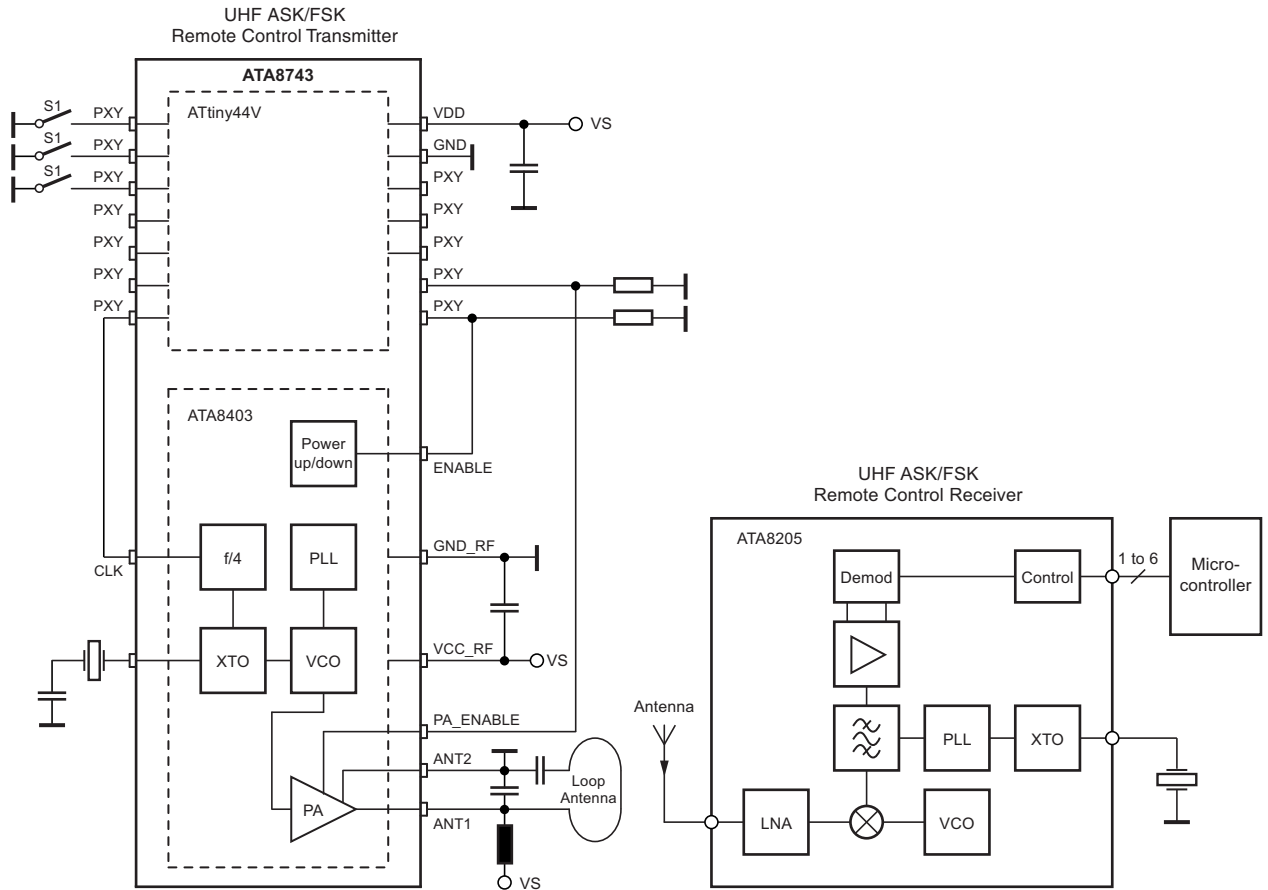 UHF ASK/FSK
Remote Control Transmitter
ATA8743
ATtiny44V
S1
PXY
S1
PXY
S1
PXY
PXY
PXY
PXY
PXY
VDD
VS
GND
PXY
PXY
PXY
PXY
PXY
ATA8403
Power
up/down
ENABLE
f/4
PLL
CLK
GND_RF
XTO
VCO
VCC_RF
VS
PA_ENABLE
ANT2
Loop
Antenna
PA
ANT1
VS
UHF ASK/FSK
Remote Control Receiver
ATA8205
Demod
Control
1 to 6
Micro-
controller
Antenna
PLL
XTO
LNA
VCO